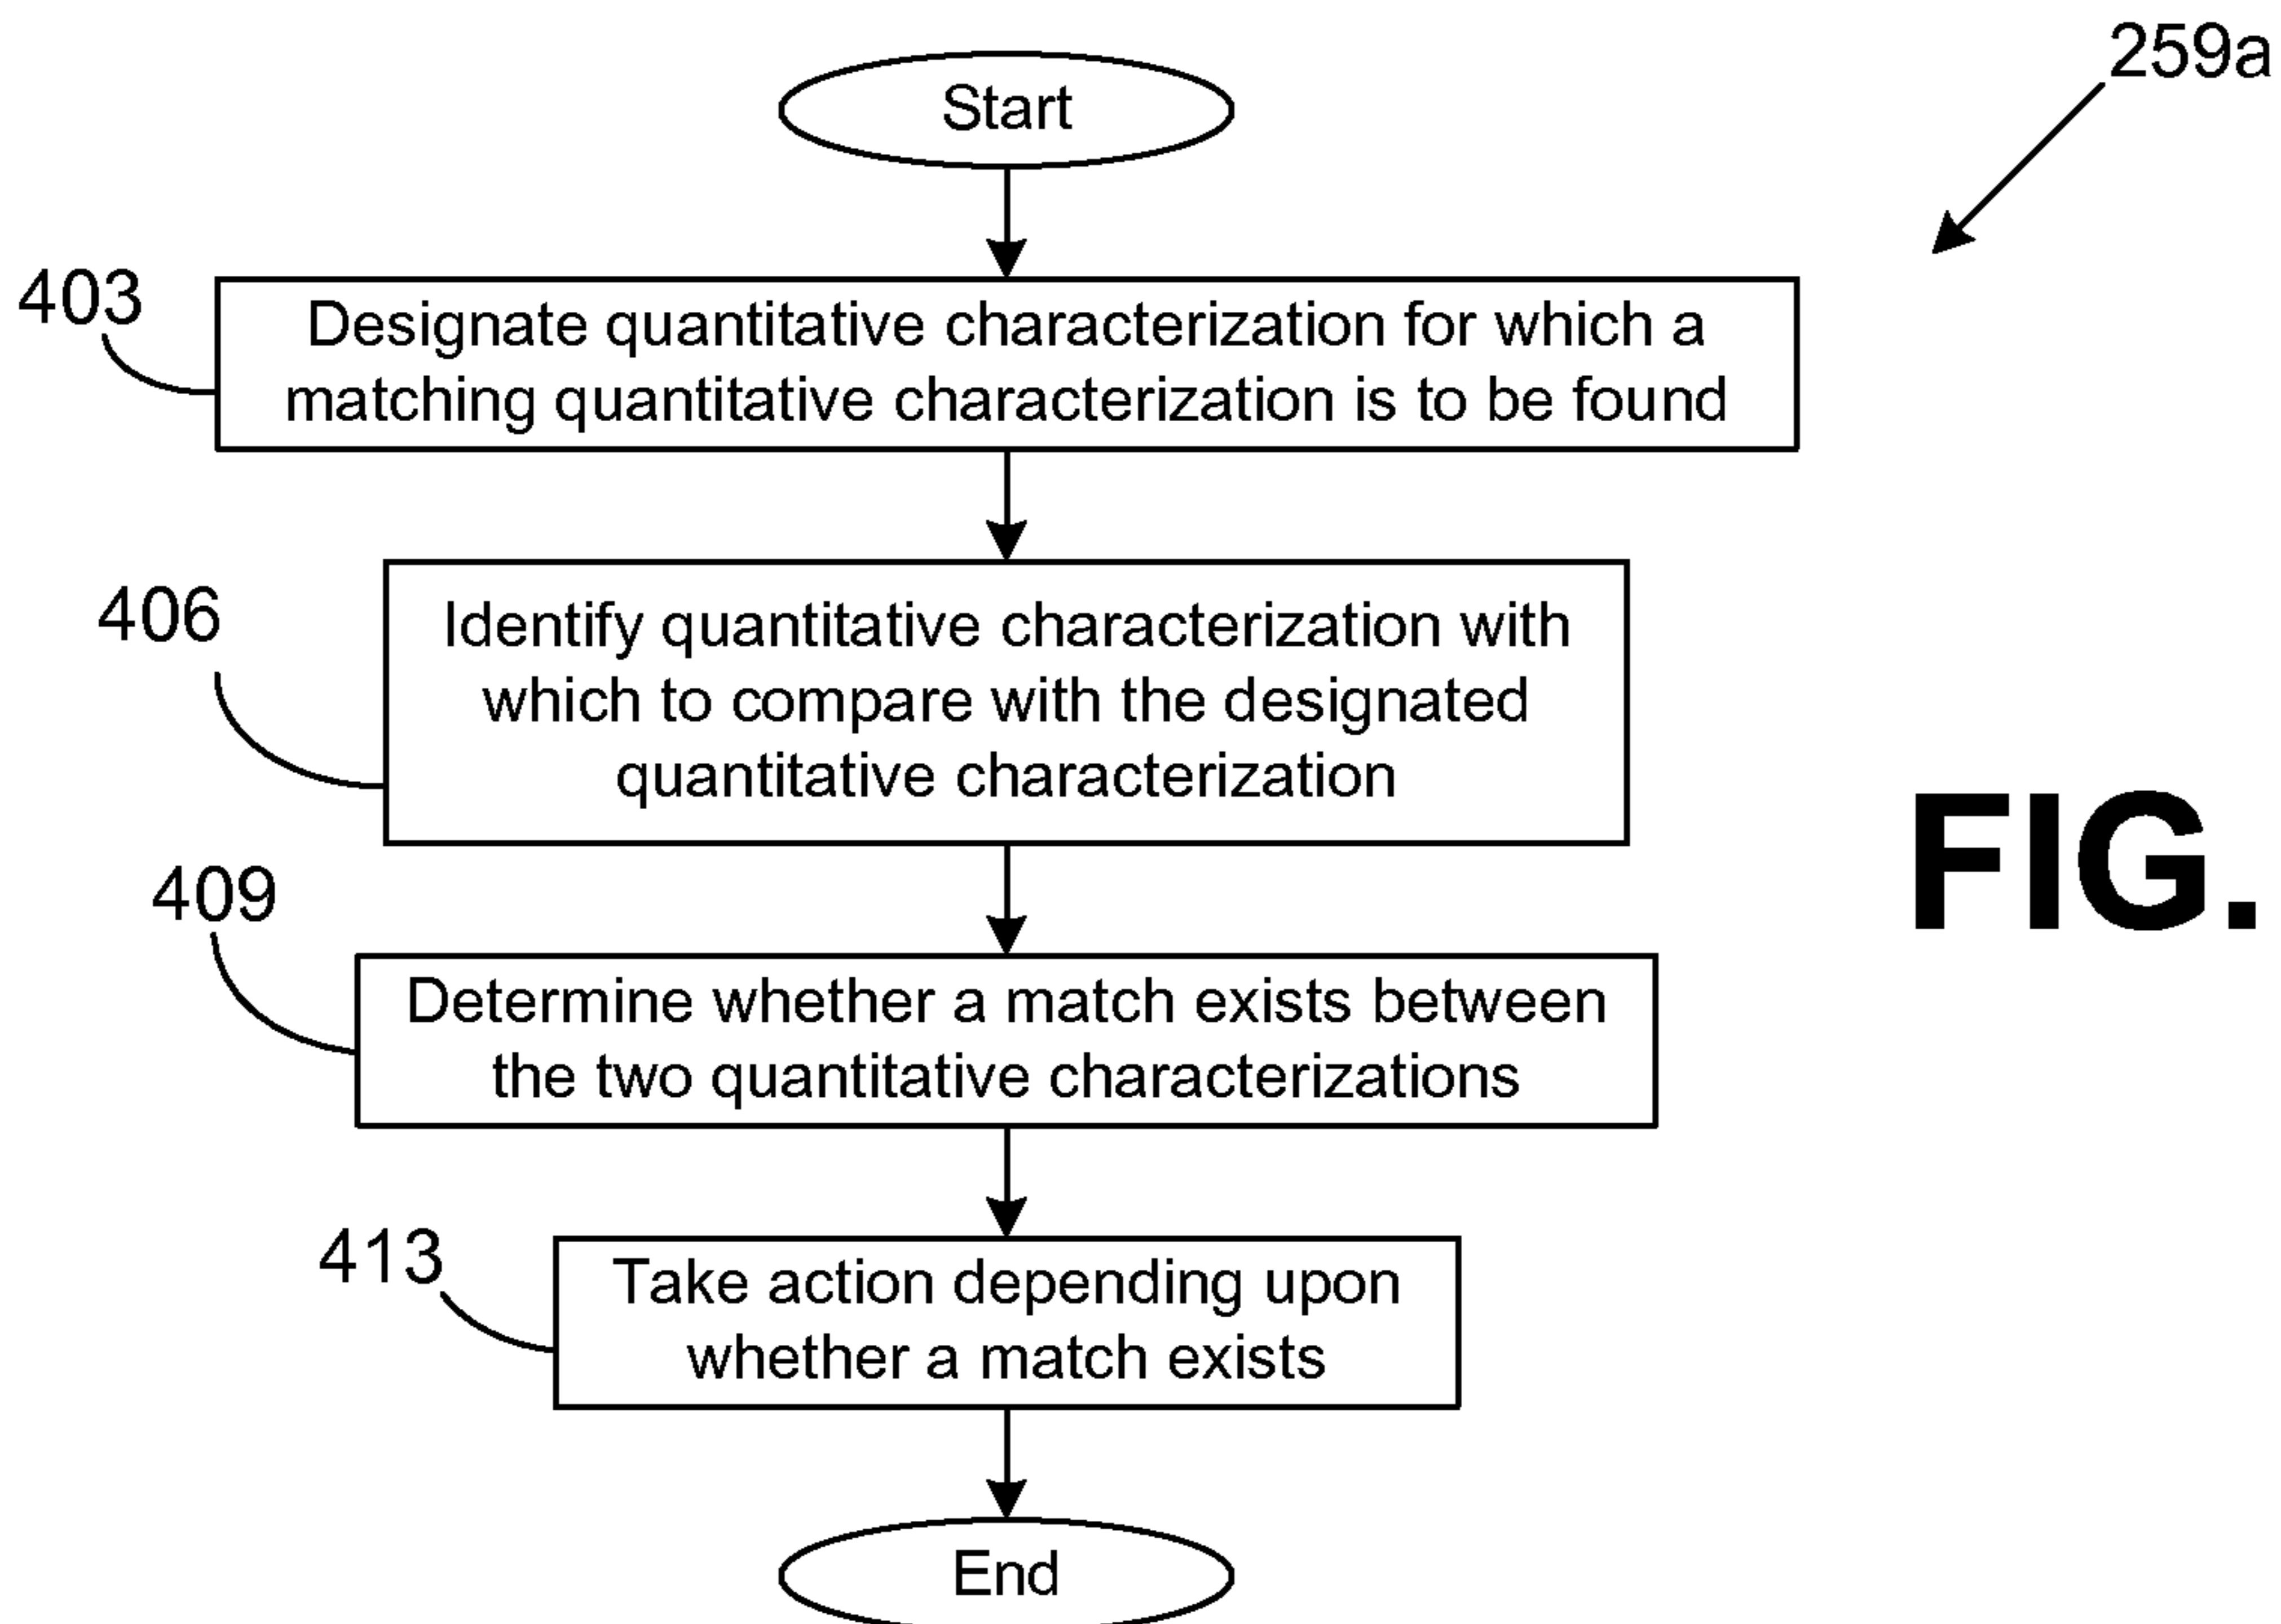 259a
Start
403
Designate quantitative characterization for which a
matching quantitative characterization is to be found
406
Identify quantitative characterization with
which to compare with the designated
quantitative characterization
FIG.
409
Determine whether a match exists between
the two quantitative characterizations
413
Take action depending upon
whether a match exists
End